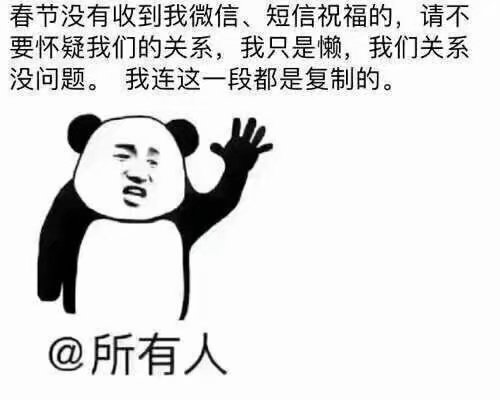 春节没有收到我微信、短信祝福的，请不
要怀疑我们的关系，我只是懒，我们关系
没问题。 我连这一段都是复制的。
@所有人